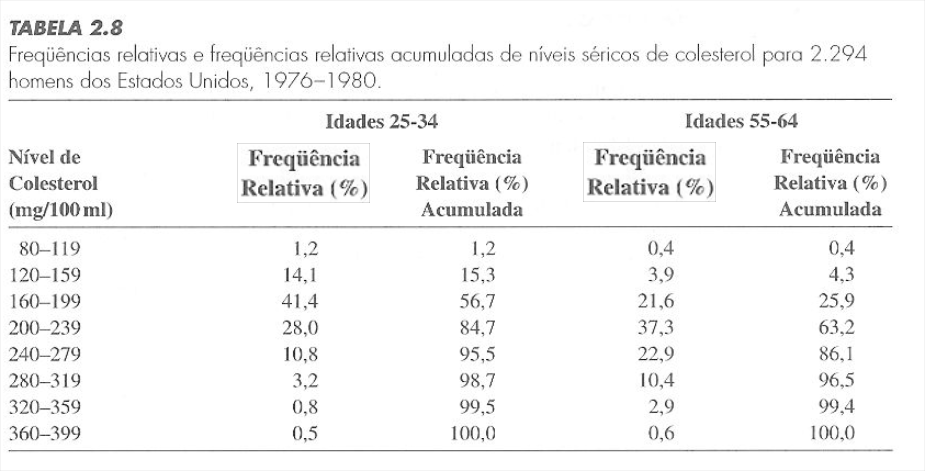 TABELA 2.8
Freqüências relativas e freqüências relativas acumuladas de níveis séricos de colesterol para 2.294
homens dos Estados Unidos, 1976–1980.
Idades 25-34 Idades 55-64
Nível de Freqüência Freqüência Freqüência Freqüência
Colesterol Relativa (%) Relativa (%) Relativa (%) Relativa (%)
(mg/100 ml) Acumulada Acumulada
80–119 1,2 1,2 0,4 0,4
120–159 14,1 15,3 3,9 4,3
160–199 41,4 56,7 21,6 25,9
200–239 28,0 84,7 37,3 63,2
240–279 10,8 95,5 22,9 86,1
280–319 3,2 98,7 10,4 96,5
320–359 0,8 99,5 2,9 99,4
360–399 0,5 100,0 0,6 100,0